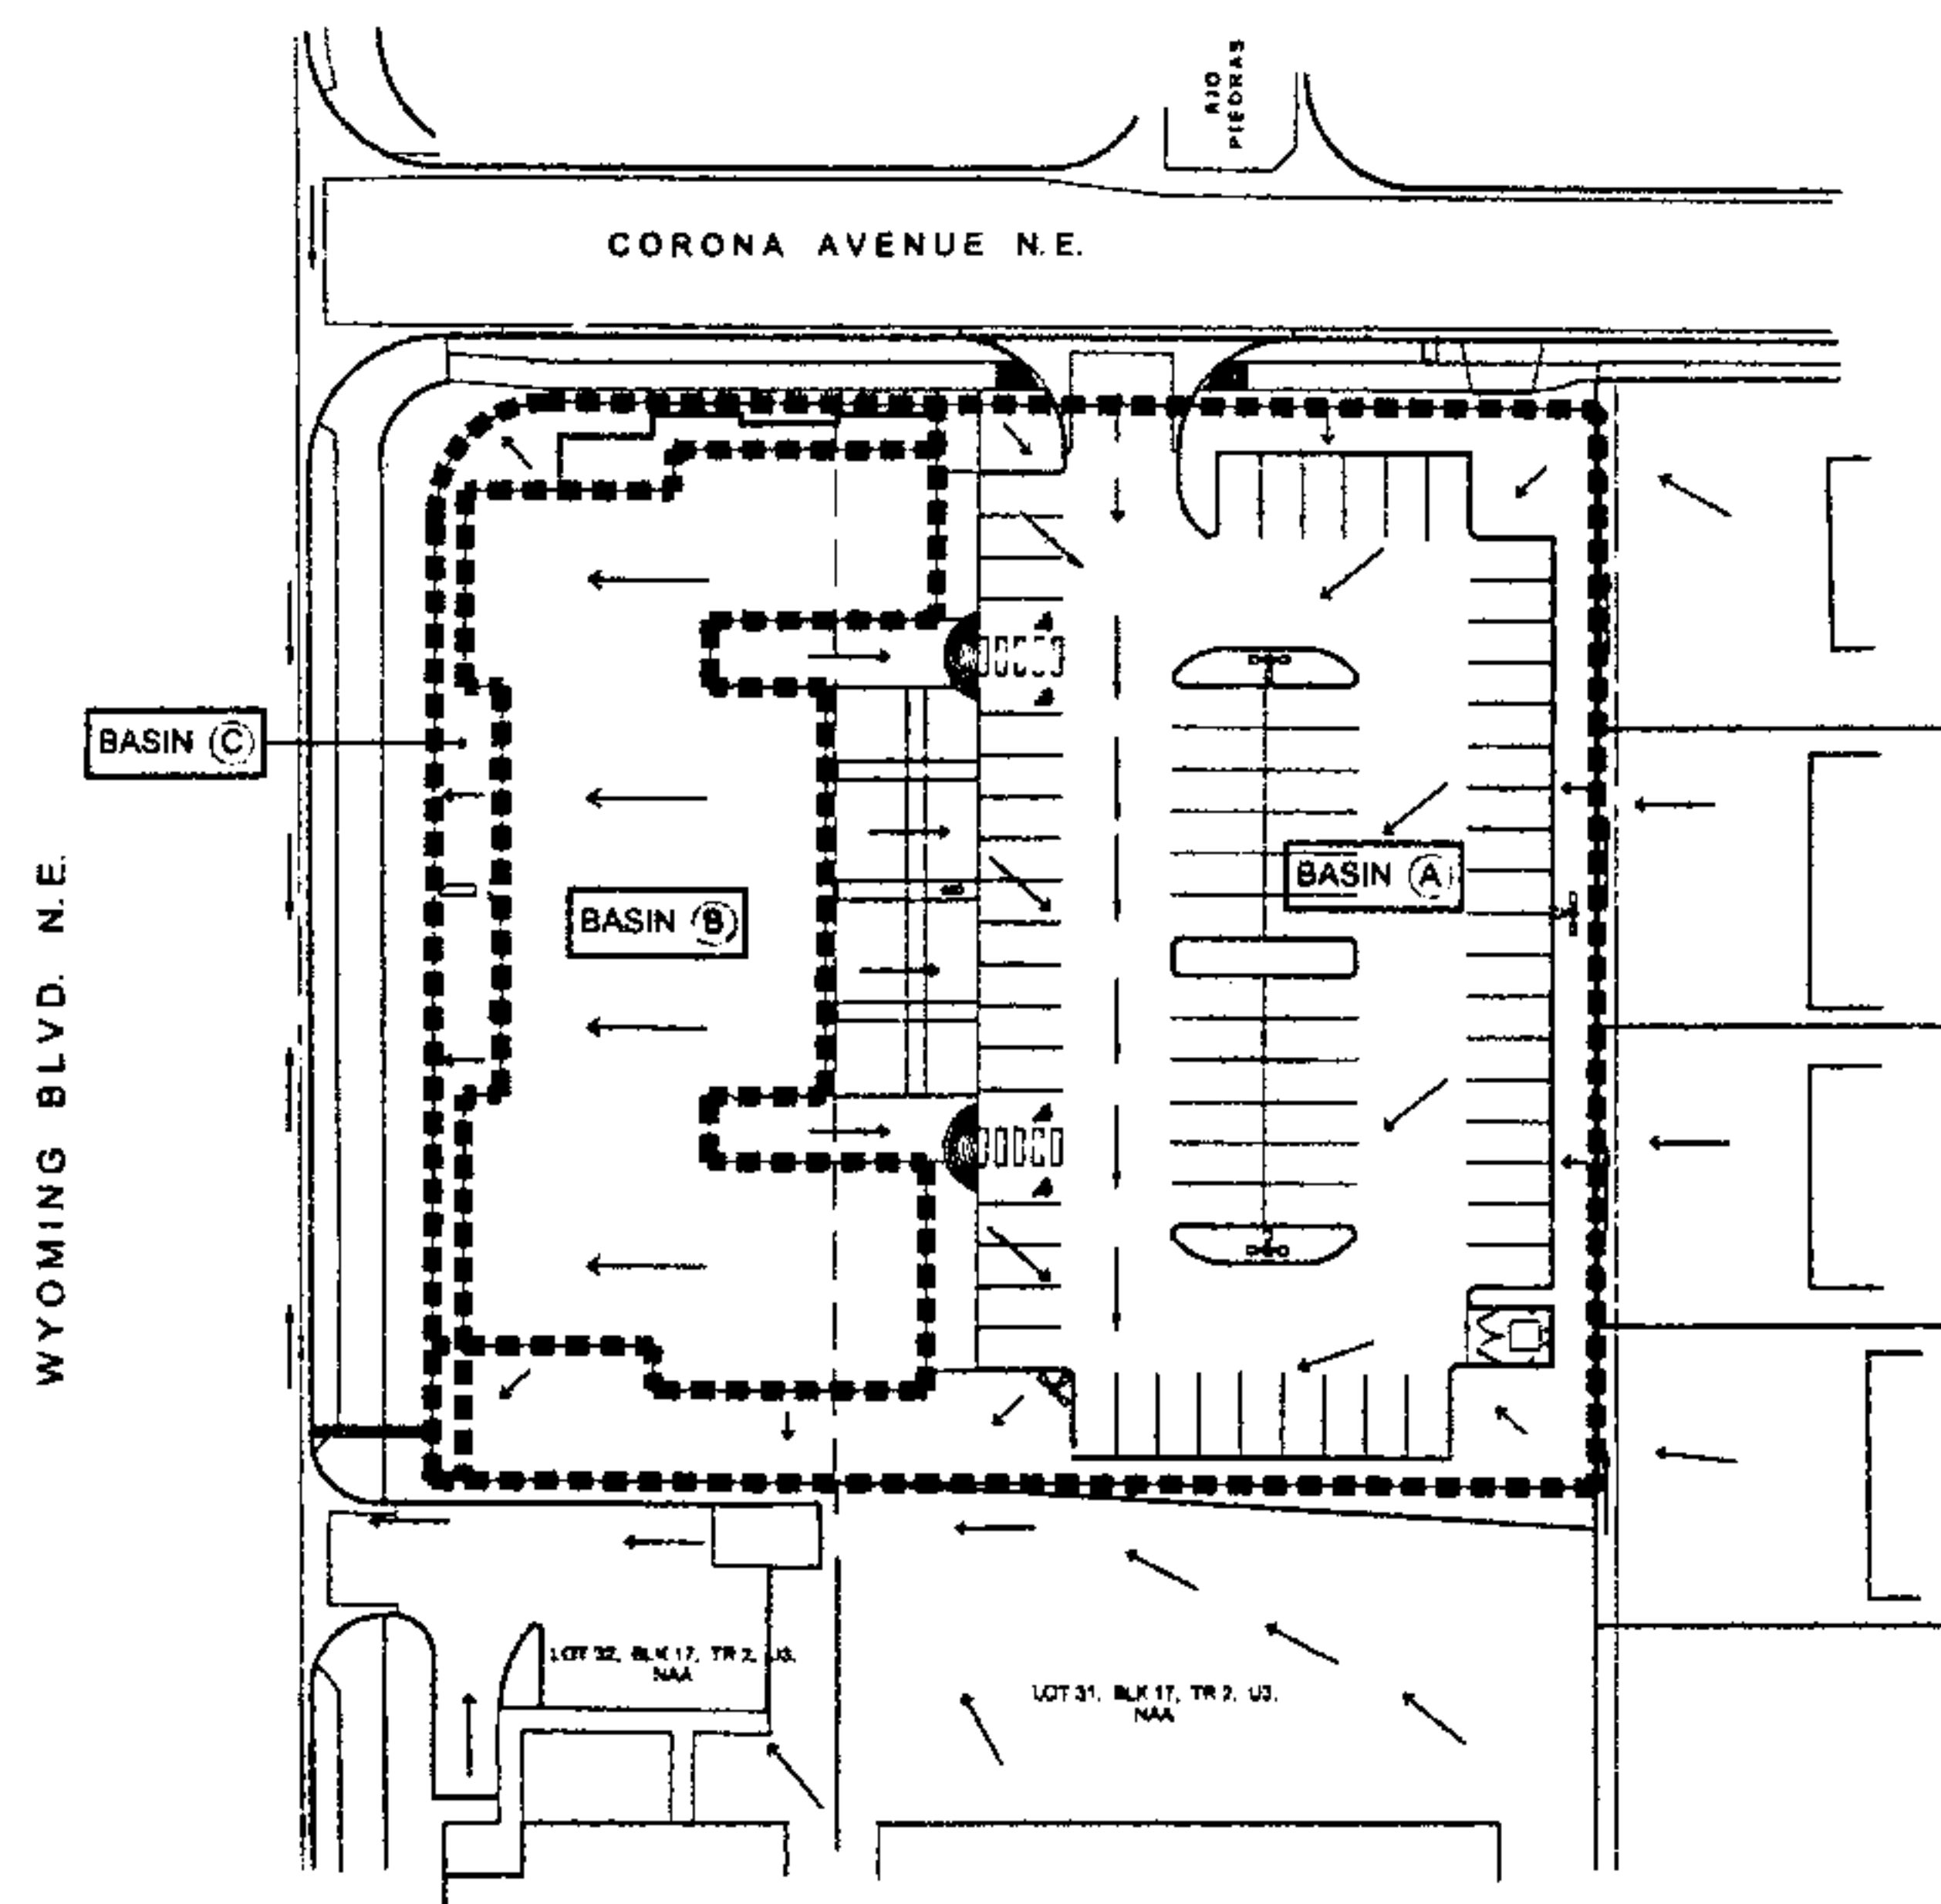 RIO
PIEDRAS
CORONA AVENUE N.E.
BASIN C
BASIN A
BASIN B
WYOMING BLVD. N.E.
LOT 32, BLK 17, TR 2, U3,
NAA
LOT 31, BLK 17, TR 2, U3,
NAA